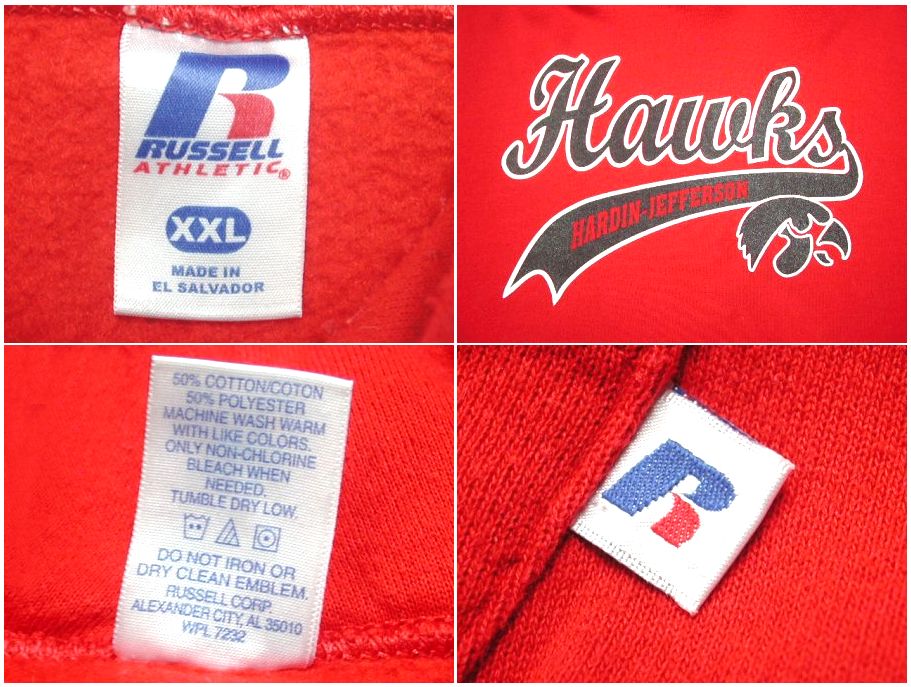 RUSSELL
ATHLETIC®
XXL
MADE IN
EL SALVADOR
Hawks
HARDIN-JEFFERSON
50% COTTON/COTON
50% POLYESTER
MACHINE WASH WARM
WITH LIKE COLORS.
ONLY NON-CHLORINE
BLEACH WHEN
NEEDED.
TUMBLE DRY LOW.
DO NOT IRON OR
DRY CLEAN EMBLEM.
RUSSELL CORP.
ALEXANDER CITY, AL 35010
WPL 7232
R